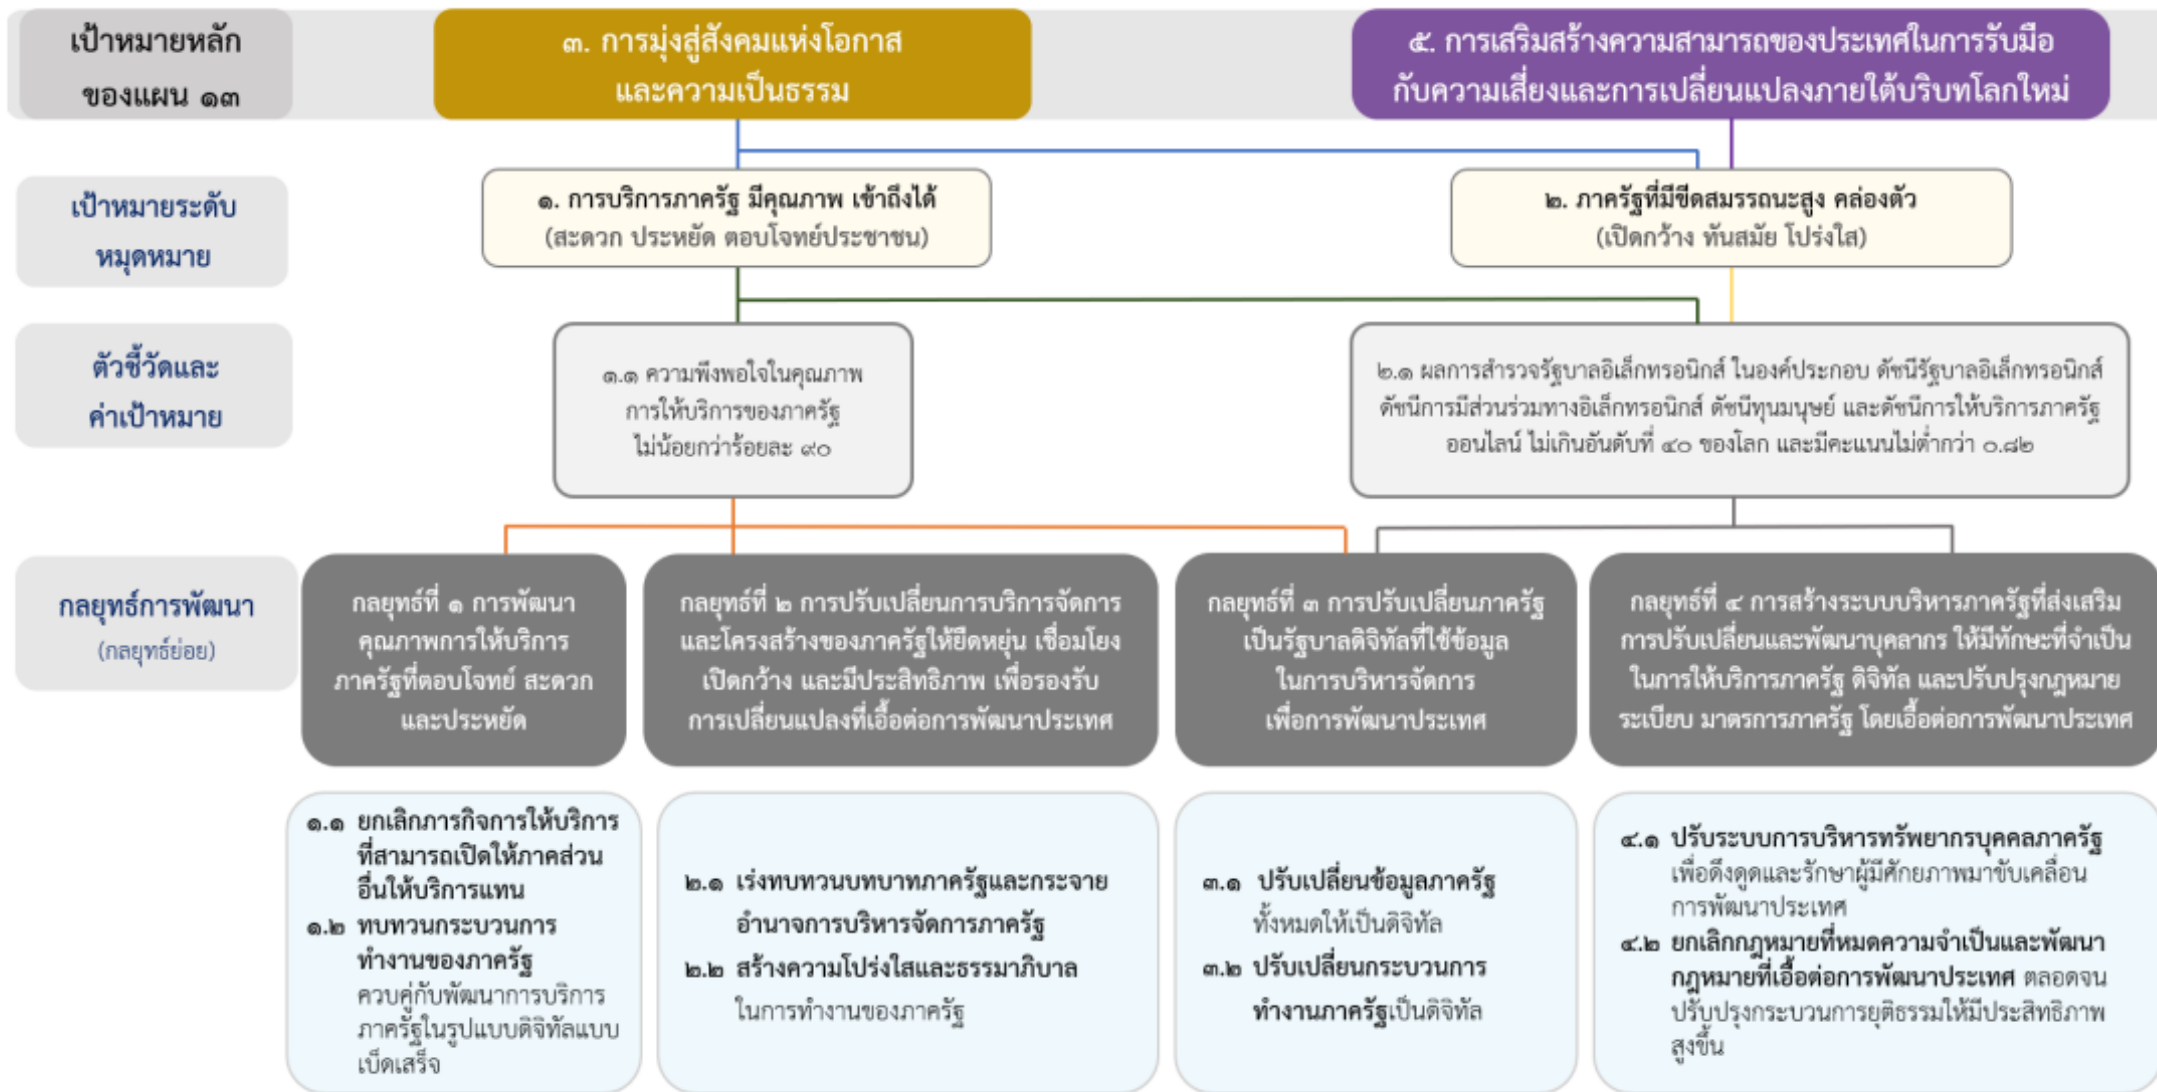 เป้าหมายหลัก
ของแผน ๑๓
๓. การมุ่งสู่สังคมแห่งโอกาส
และความเป็นธรรม
๕. การเสริมสร้างความสามารถของประเทศในการรับมือ
กับความเสี่ยงและการเปลี่ยนแปลงภายใต้บริบทโลกใหม่
เป้าหมายระดับ
หมุดหมาย
๑. การบริการภาครัฐ มีคุณภาพ เข้าถึงได้
(สะดวก ประหยัด ตอบโจทย์ประชาชน)
๒. ภาครัฐที่มีขีดสมรรถนะสูง คล่องตัว
(เปิดกว้าง ทันสมัย โปร่งใส)
ตัวชี้วัดและ
ค่าเป้าหมาย
๑.๑ ความพึงพอใจในคุณภาพ
การให้บริการของภาครัฐ
ไม่น้อยกว่าร้อยละ ๙๐
๒.๑ ผลการสำรวจรัฐบาลอิเล็กทรอนิกส์ ในองค์ประกอบ ดัชนีรัฐบาลอิเล็กทรอนิกส์
ดัชนีการมีส่วนร่วมทางอิเล็กทรอนิกส์ ดัชนีทุนมนุษย์ และดัชนีการให้บริการภาครัฐ
ออนไลน์ ไม่เกินอันดับที่ ๔๐ ของโลก และมีคะแนนไม่ต่ำกว่า ๐.๘๒
กลยุทธ์การพัฒนา
(กลยุทธ์ย่อย)
กลยุทธ์ที่ ๑ การพัฒนา
คุณภาพการให้บริการ
ภาครัฐที่ตอบโจทย์ สะดวก
และประหยัด
กลยุทธ์ที่ ๒ การปรับเปลี่ยนการบริการจัดการ
และโครงสร้างของภาครัฐให้ยืดหยุ่น เชื่อมโยง
เปิดกว้าง และมีประสิทธิภาพ เพื่อรองรับ
การเปลี่ยนแปลงที่เอื้อต่อการพัฒนาประเทศ
กลยุทธ์ที่ ๓ การปรับเปลี่ยนภาครัฐ
เป็นรัฐบาลดิจิทัลที่ใช้ข้อมูล
ในการบริหารจัดการ
เพื่อการพัฒนาประเทศ
กลยุทธ์ที่ ๔ การสร้างระบบบริหารภาครัฐที่ส่งเสริม
การปรับเปลี่ยนและพัฒนาบุคลากร ให้มีทักษะที่จำเป็น
ในการให้บริการภาครัฐ ดิจิทัล และปรับปรุงกฎหมาย
ระเบียบ มาตรการภาครัฐ โดยเอื้อต่อการพัฒนาประเทศ
๑.๑ ยกเลิกภารกิจการให้บริการ
ที่สามารถเปิดให้ภาคส่วน
อื่นให้บริการแทน
๑.๒ ทบทวนกระบวนการ
ทำงานของภาครัฐ
ควบคู่กับพัฒนาการบริการ
ภาครัฐในรูปแบบดิจิทัลแบบ
เบ็ดเสร็จ
๒.๑ เร่งทบทวนบทบาทภาครัฐและกระจาย
อำนาจการบริหารจัดการภาครัฐ
๒.๒ สร้างความโปร่งใสและธรรมาภิบาล
ในการทำงานของภาครัฐ
๓.๑ ปรับเปลี่ยนข้อมูลภาครัฐ
ทั้งหมดให้เป็นดิจิทัล
๓.๒ ปรับเปลี่ยนกระบวนการ
ทำงานภาครัฐเป็นดิจิทัล
๔.๑ ปรับระบบการบริหารทรัพยากรบุคคลภาครัฐ
เพื่อดึงดูดและรักษาผู้มีศักยภาพมาขับเคลื่อน
การพัฒนาประเทศ
๔.๒ ยกเลิกกฎหมายที่หมดความจำเป็นและพัฒนา
กฎหมายที่เอื้อต่อการพัฒนาประเทศ ตลอดจน
ปรับปรุงกระบวนการยุติธรรมให้มีประสิทธิภาพ
สูงขึ้น